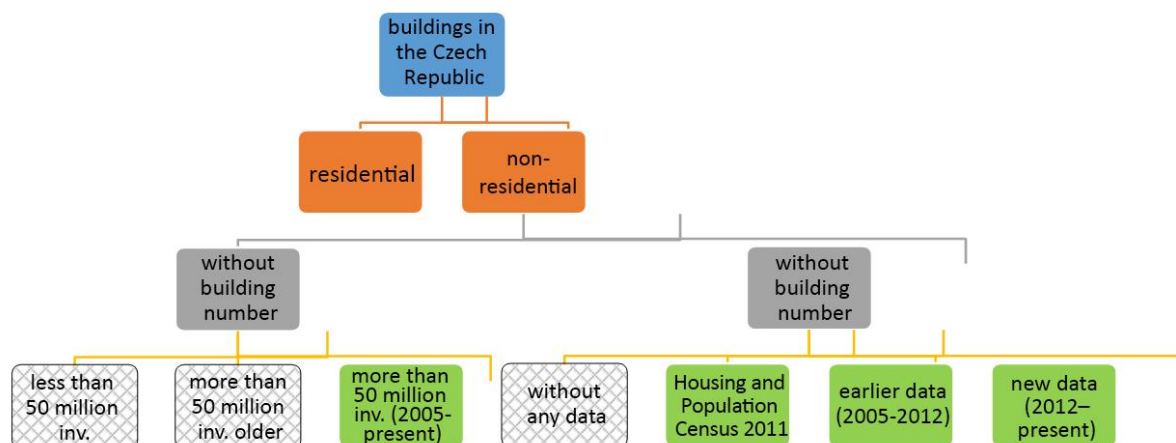 buildings in
the Czech
Republic
residential
non-
residential
without
building
number
without
building
number
less than
50 million
inv.
more than
50 million
inv. older
more than
50 million
inv. (2005-
present)
without
any data
Housing and
Population
Census 2011
earlier data
(2005-2012)
new data
(2012–
present)